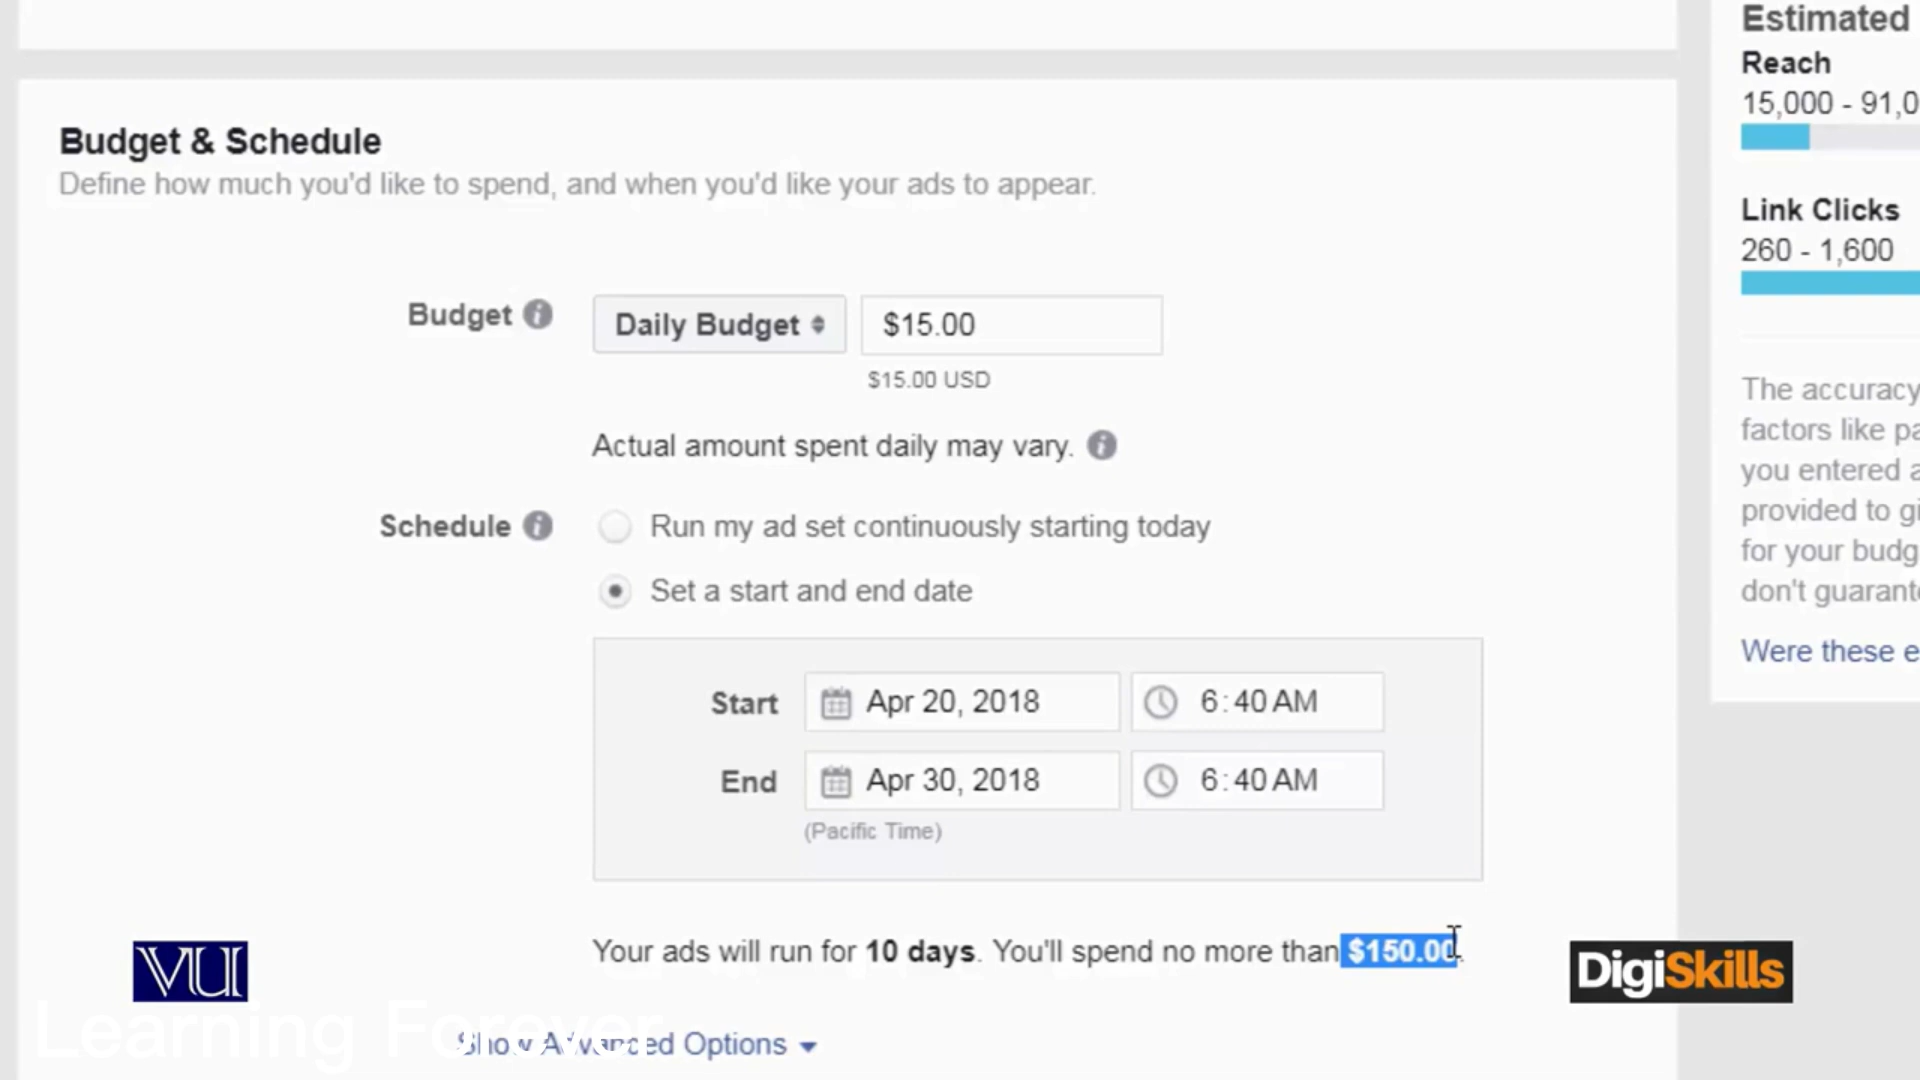 Budget & Schedule
Define how much you'd like to spend, and when you'd like your ads to appear.
Budget
Daily Budget
$15.00
$15.00 USD
Actual amount spent daily may vary.
Schedule
Run my ad set continuously starting today
Set a start and end date
Start
Apr 20, 2018
6:40 AM
End
Apr 30, 2018
6:40 AM
(Pacific Time)
Your ads will run for 10 days. You'll spend no more than $150.00.
Show Advanced Options
Estimated
Reach
15,000 - 91,0
Link Clicks
260 - 1,600
The accuracy
factors like pa
you entered a
provided to gi
for your budg
don't guarante
Were these e
VU
Learning Forever
DigiSkills